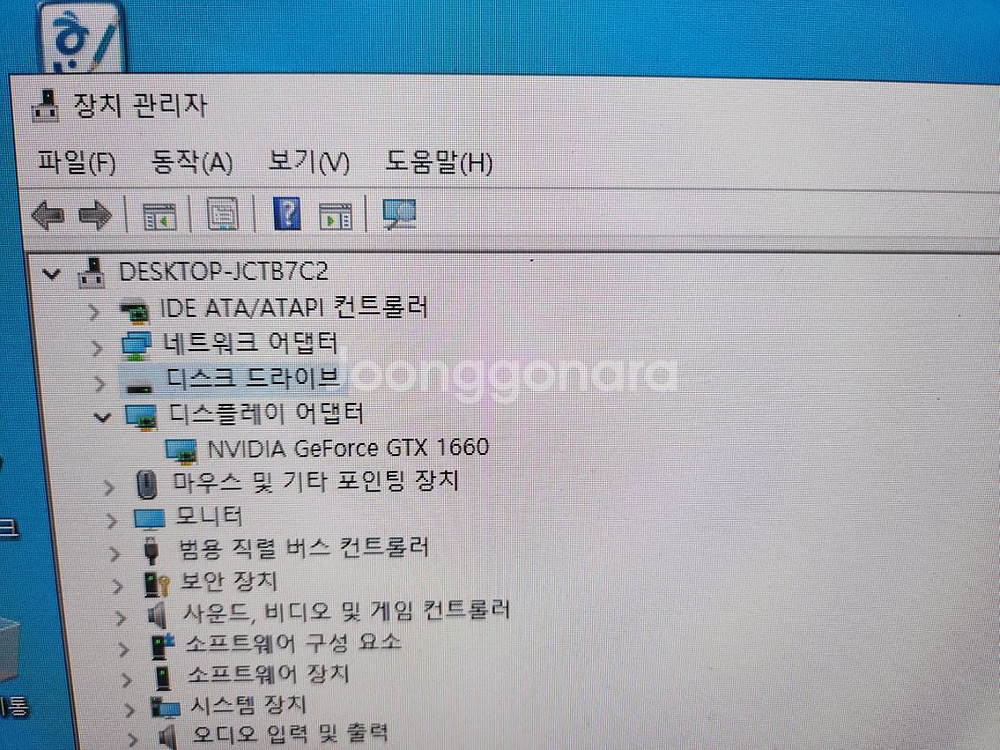 한
장치 관리자
파일(F) 동작(A) 보기(V) 도움말(H)
DESKTOP-JCTB7C2
IDE ATA/ATAPI 컨트롤러
네트워크 어댑터
디스크 드라이브
Joonggonara
디스플레이 어댑터
NVIDIA GeForce GTX 1660
마우스 및 기타 포인팅 장치
모니터
크
범용 직렬 버스 컨트롤러
보안 장치
사운드, 비디오 및 게임 컨트롤러
소프트웨어 구성 요소
소프트웨어 장치
시스템 장치
지통
오디오 입력 및 출력